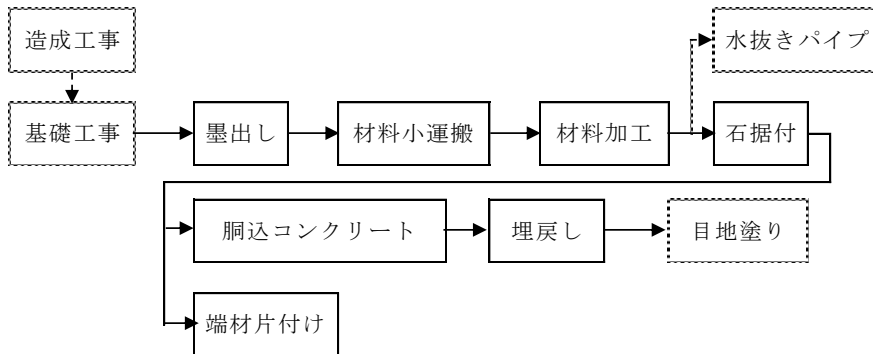 造成工事
水抜きパイプ
基礎工事
墨出し
材料小運搬
材料加工
石据付
胴込コンクリート
埋戻し
目地塗り
端材片付け